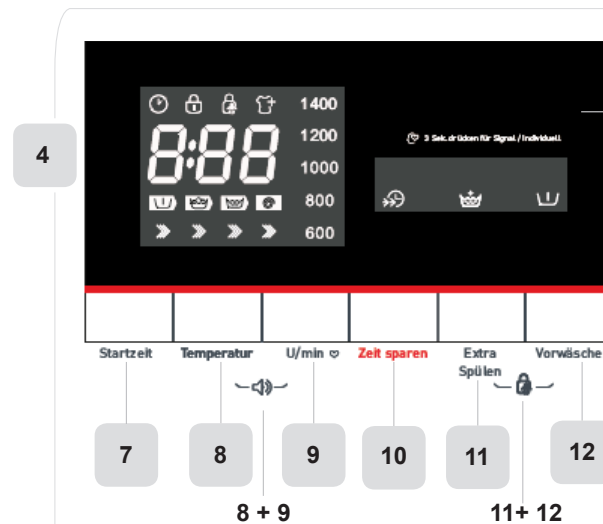 1400
1200
4
8:88
1000
800
600
3 Sek. drücken für Signal / Individuell
Startzeit
Temperatur
U/min
Zeit sparen
Extra
Spülen
Vorwäsche
7
8
9
10
11
12
8 + 9
11+ 12